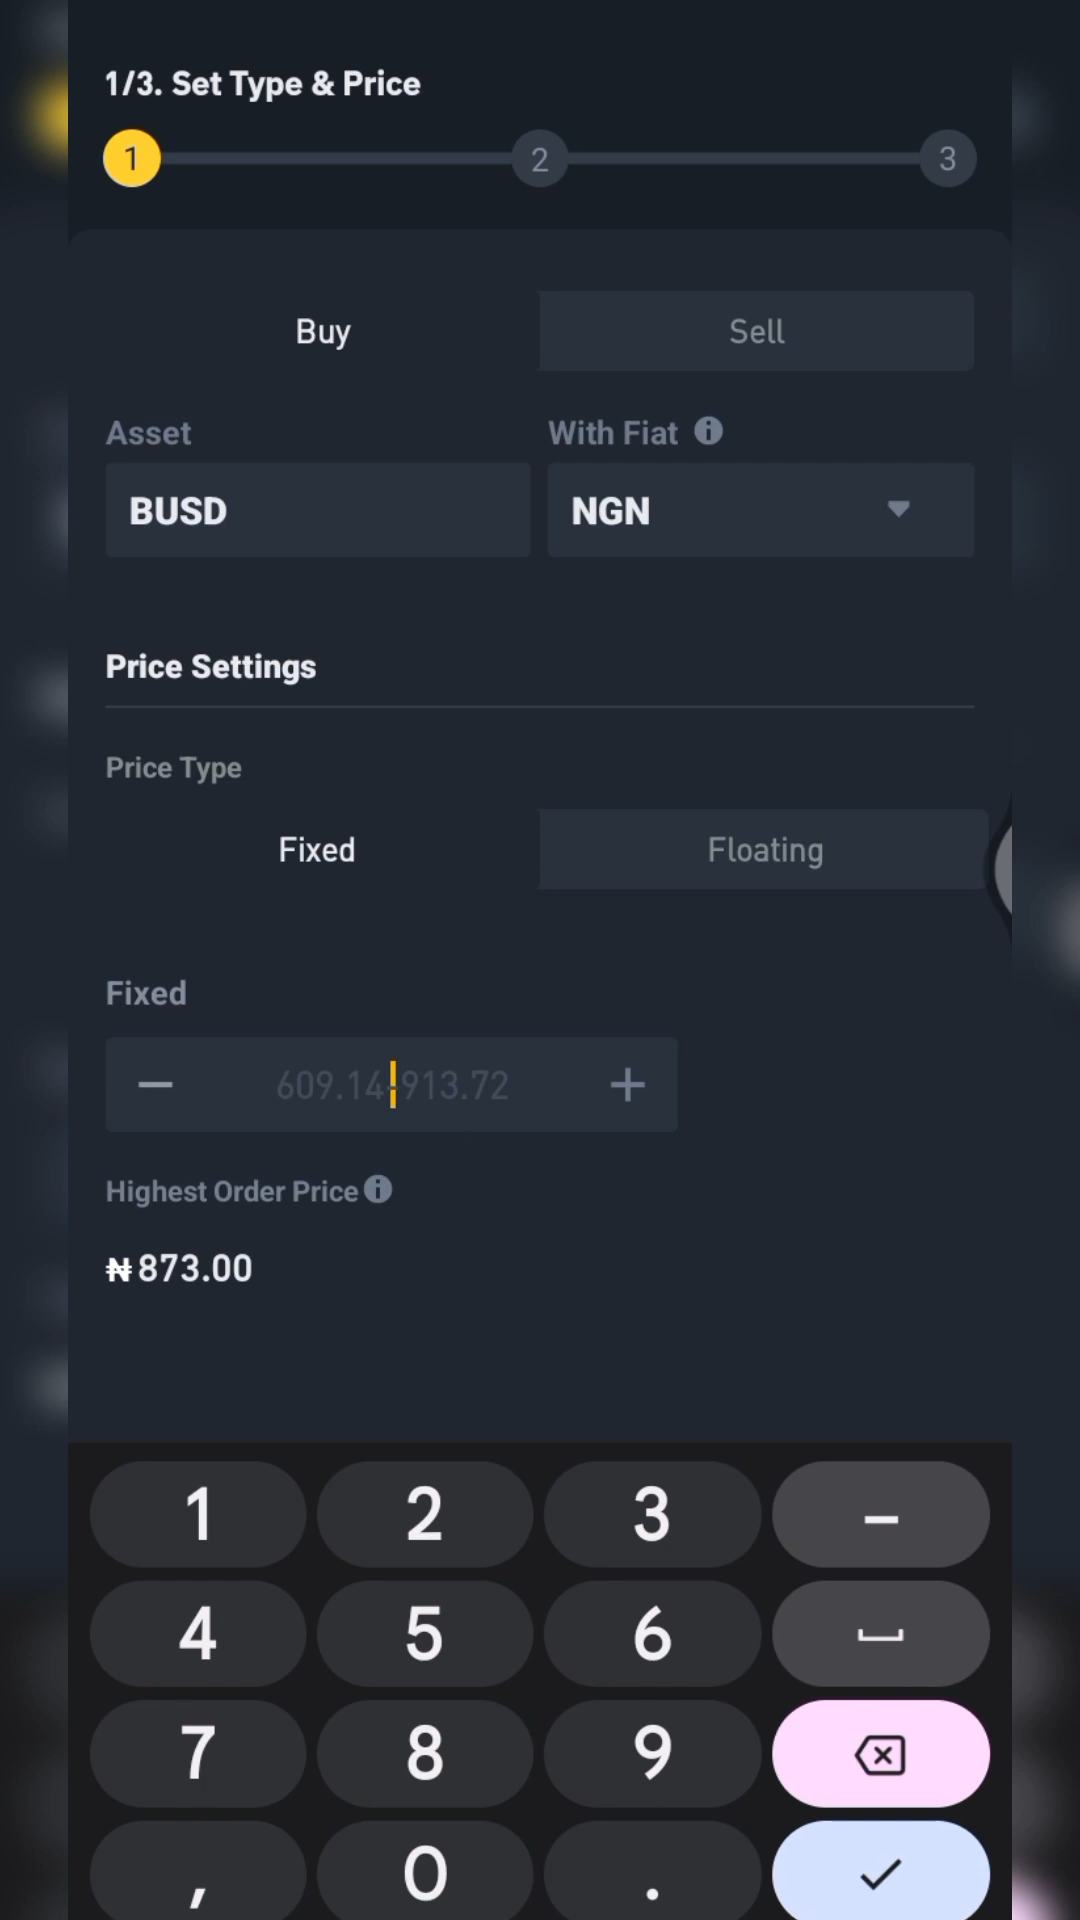 1/3. Set Type & Price
1 2 3
Buy Sell
Asset With Fiat
BUSD NGN
Price Settings
Price Type
Fixed Floating
Fixed
609.14-913.72
Highest Order Price
₦873.00
1 2 3 –
4 5 6
7 8 9
, 0 .